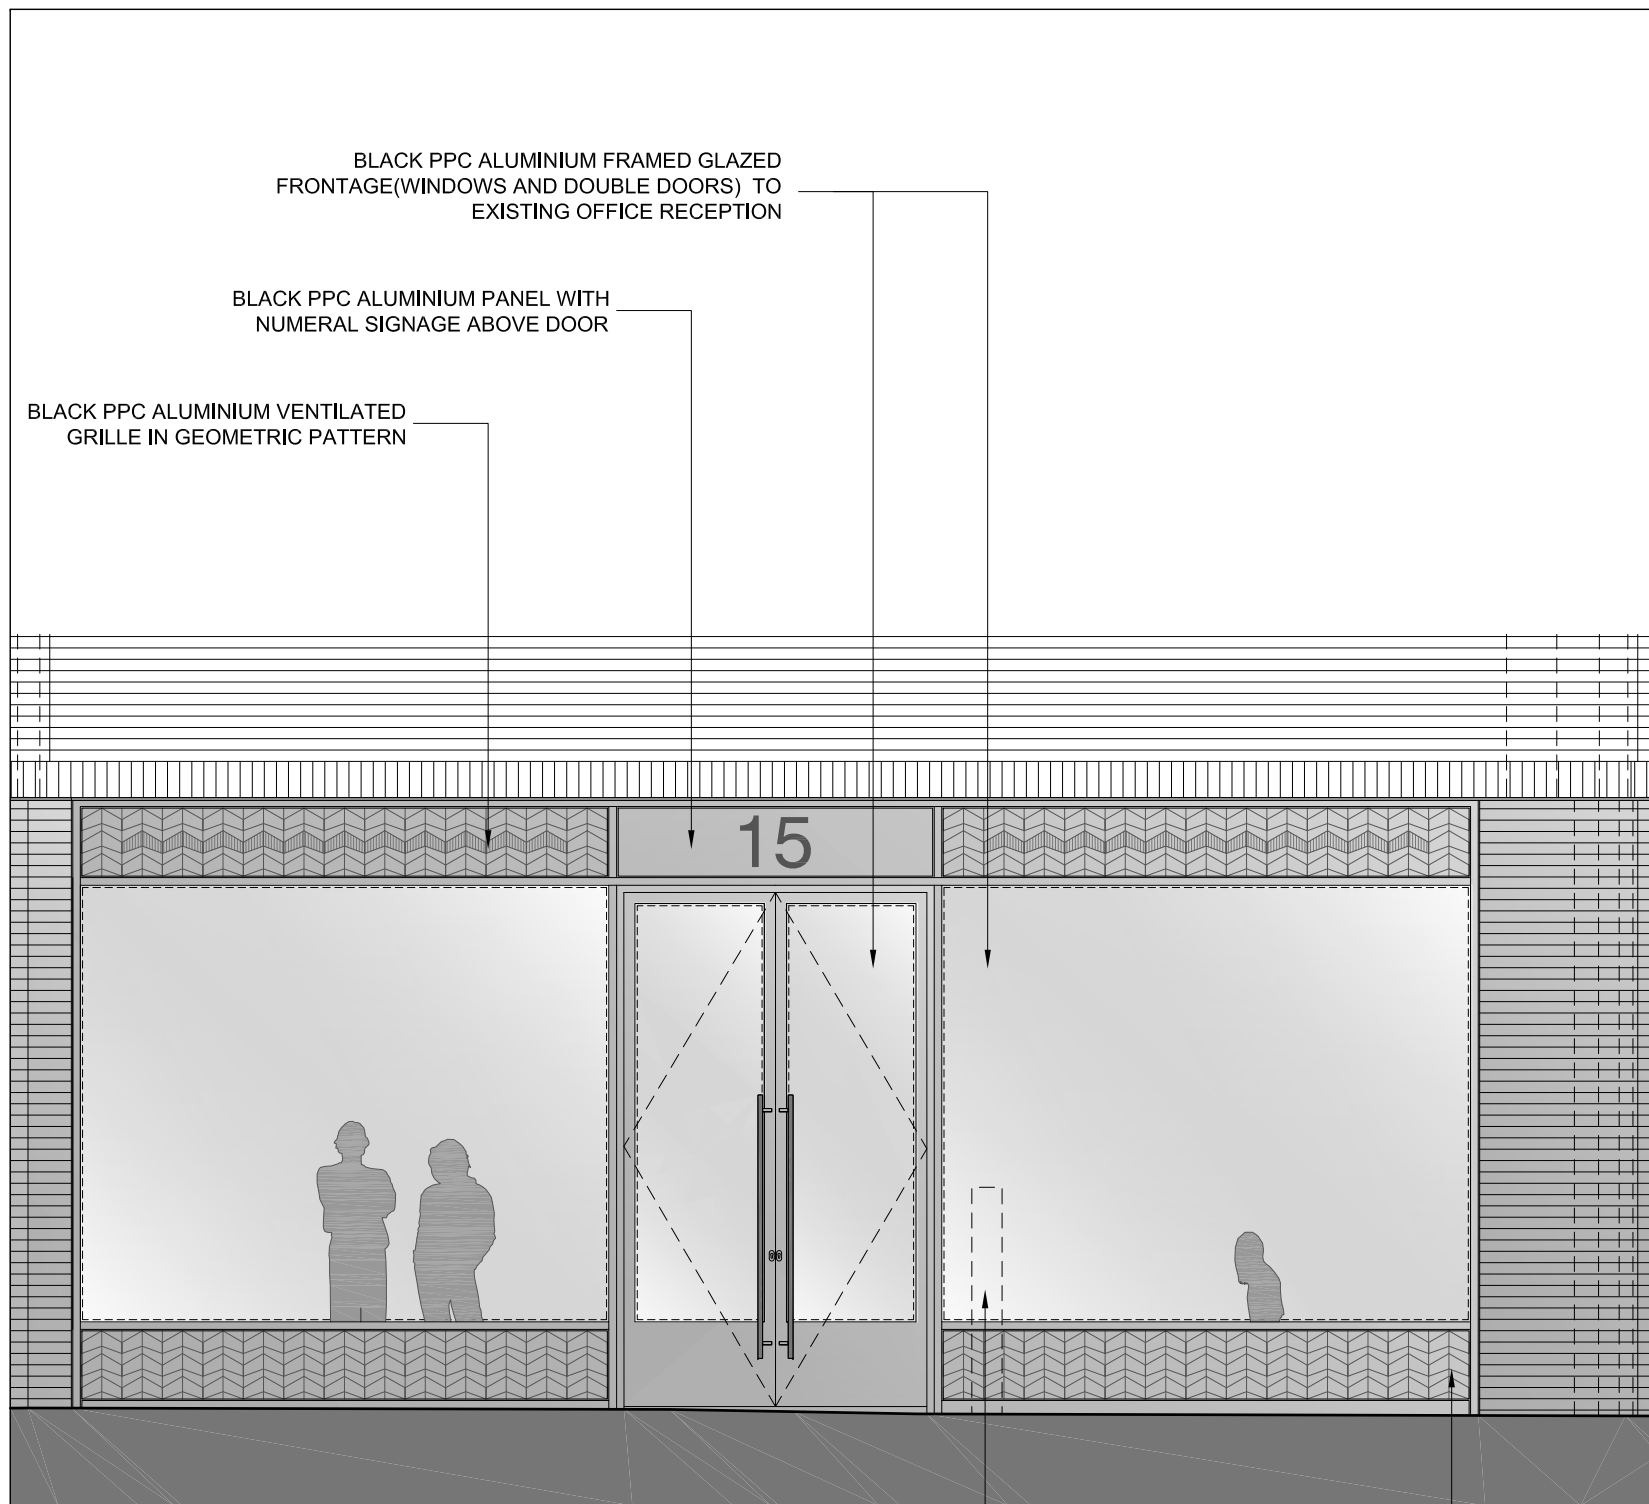 BLACK PPC ALUMINIUM FRAMED GLAZED
FRONTAGE(WINDOWS AND DOUBLE DOORS) TO
EXISTING OFFICE RECEPTION
BLACK PPC ALUMINIUM PANEL WITH
NUMERAL SIGNAGE ABOVE DOOR
BLACK PPC ALUMINIUM VENTILATED
GRILLE IN GEOMETRIC PATTERN
15